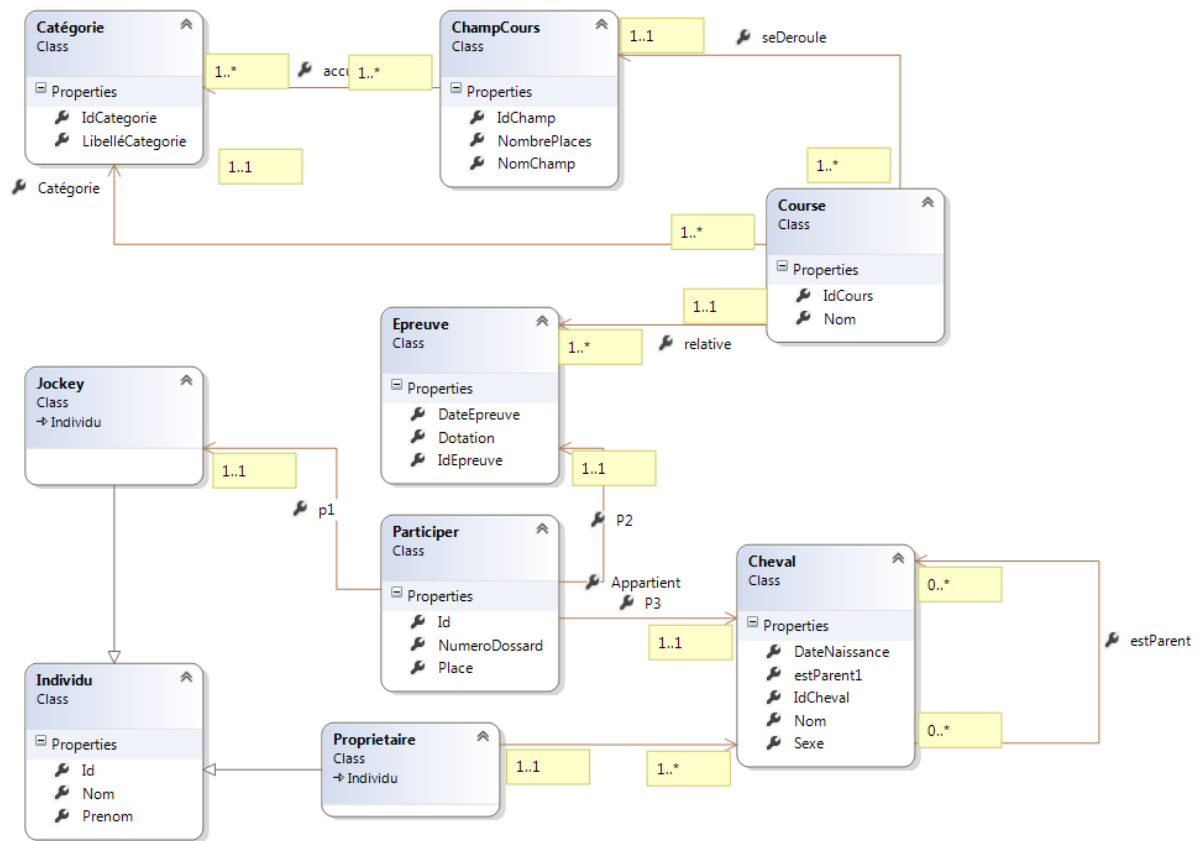 Catégorie
Class
Properties
IdCategorie
LibelléCategorie
1..*
accu
1..*
ChampCours
Class
Properties
IdChamp
NombrePlaces
NomChamp
1..1
seDeroule
1..*
1..1
Catégorie
1..*
Course
Class
Properties
IdCours
Nom
1..1
relative
1..*
Epreuve
Class
Properties
DateEpreuve
Dotation
IdEpreuve
Jockey
Class
Individu
1..1
p1
1..1
P2
Participer
Class
Properties
Id
NumeroDossard
Place
Appartient
P3
1..1
Cheval
Class
Properties
DateNaissance
estParent1
IdCheval
Nom
Sexe
0..*
estParent
0..*
Individu
Class
Properties
Id
Nom
Prenom
Proprietaire
Class
Individu
1..1
1..*